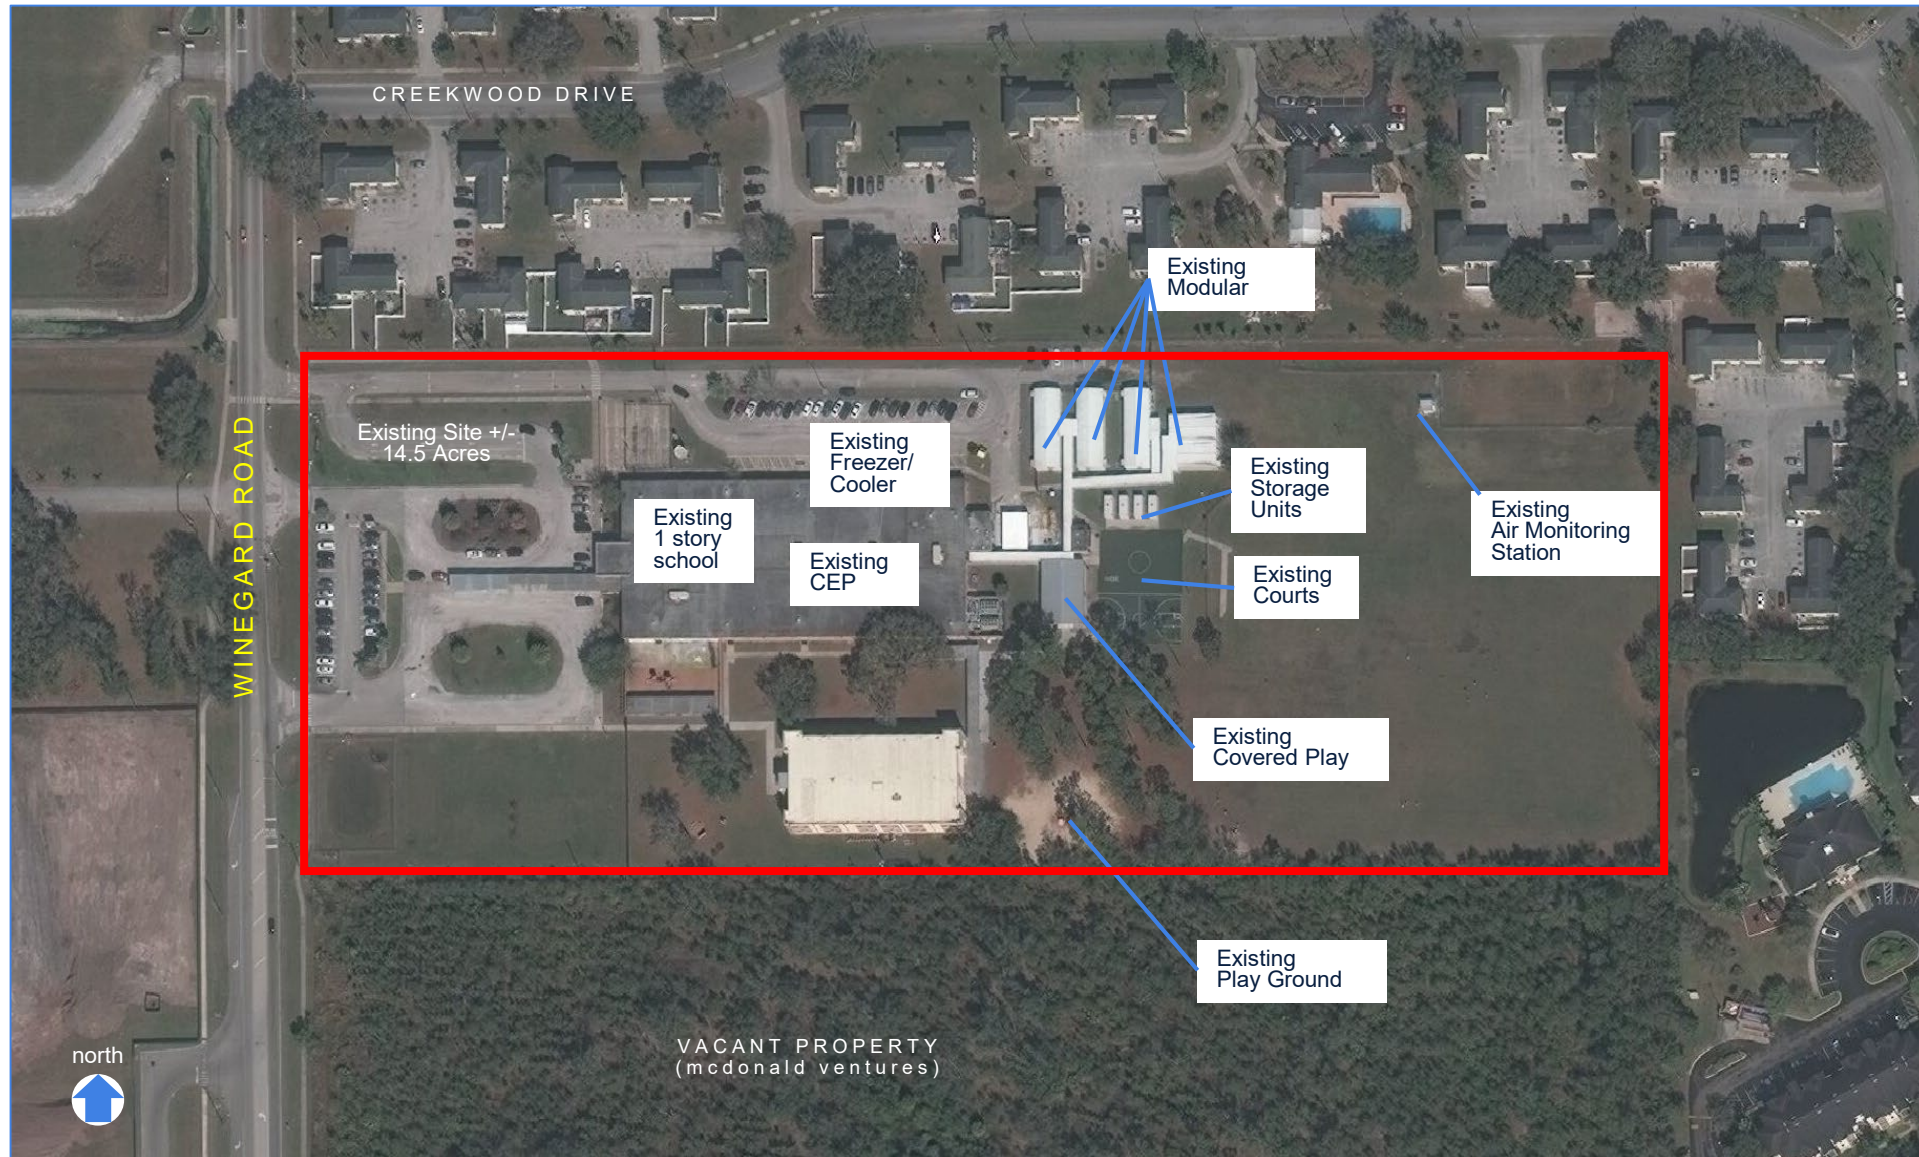 CREEKWOOD DRIVE
Existing
Modular
Existing Site +/-
14.5 Acres
Existing
Freezer/
Cooler
Existing
Storage
Units
Existing
Air Monitoring
Station
Existing
1 story
school
Existing
CEP
Existing
Courts
WINEGARD ROAD
Existing
Covered Play
Existing
Play Ground
VACANT PROPERTY
(mcdonald ventures)
north